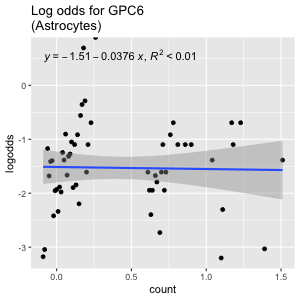 Log odds for GPC6
(Astrocytes)
y = −1.51 − 0.0376 x, R² < 0.01
0
-1
-2
-3
logodds
0.0 0.5 1.0 1.5
count